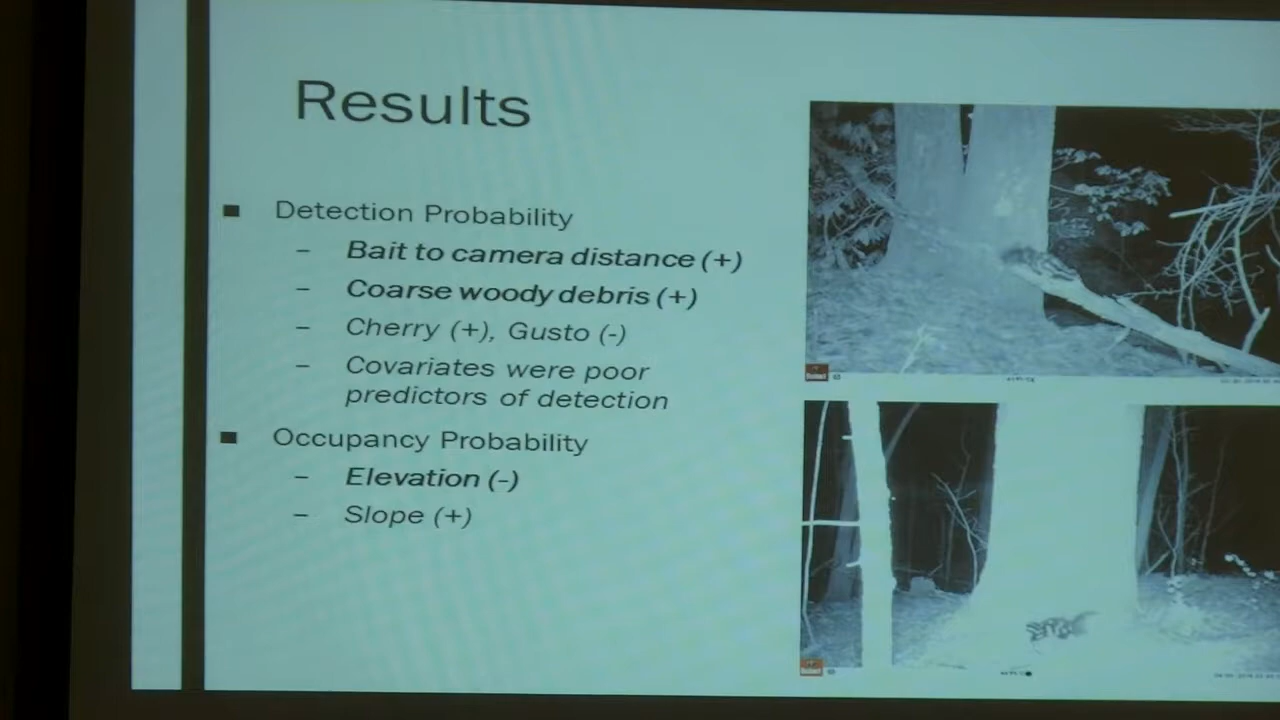 Results
Detection Probability
– Bait to camera distance (+)
– Coarse woody debris (+)
– Cherry (+), Gusto (-)
– Covariates were poor
predictors of detection
Occupancy Probability
– Elevation (-)
– Slope (+)